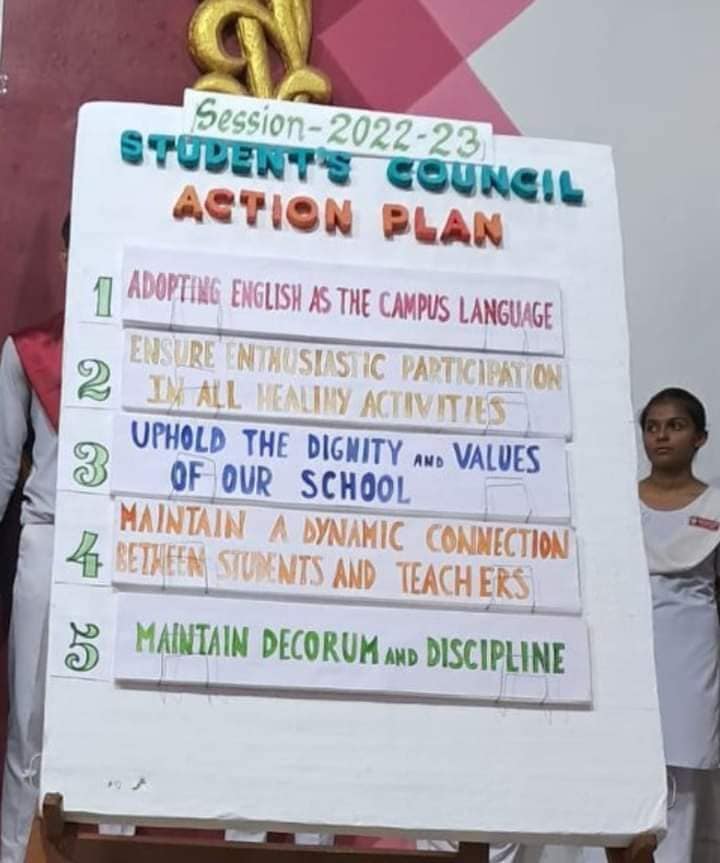 Session-2022-23
STUDENT'S COUNCIL
ACTION PLAN
1 ADOPTING ENGLISH AS THE CAMPUS LANGUAGE
2 ENSURE ENTHUSIASTIC PARTICIPATION
IN ALL HEALTHY ACTIVITIES
3 UPHOLD THE DIGNITY AND VALUES
OF OUR SCHOOL
4 MAINTAIN A DYNAMIC CONNECTION
BETWEEN STUDENTS AND TEACHERS
5 MAINTAIN DECORUM AND DISCIPLINE